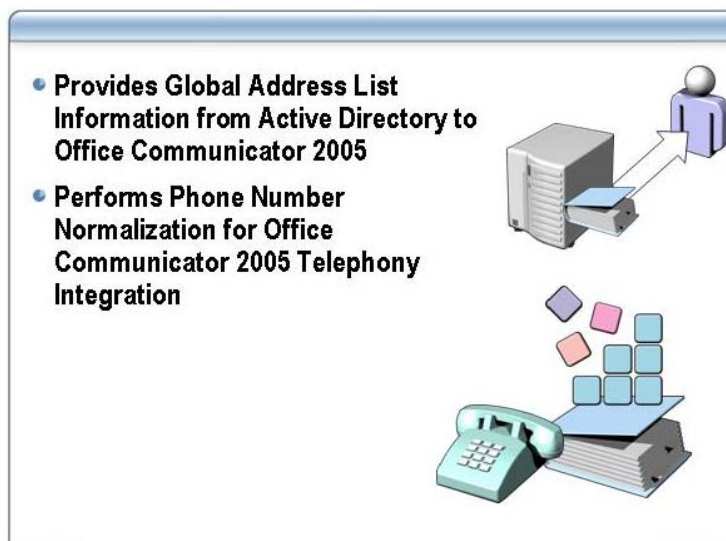 Provides Global Address List
Information from Active Directory to
Office Communicator 2005
Performs Phone Number
Normalization for Office
Communicator 2005 Telephony
Integration